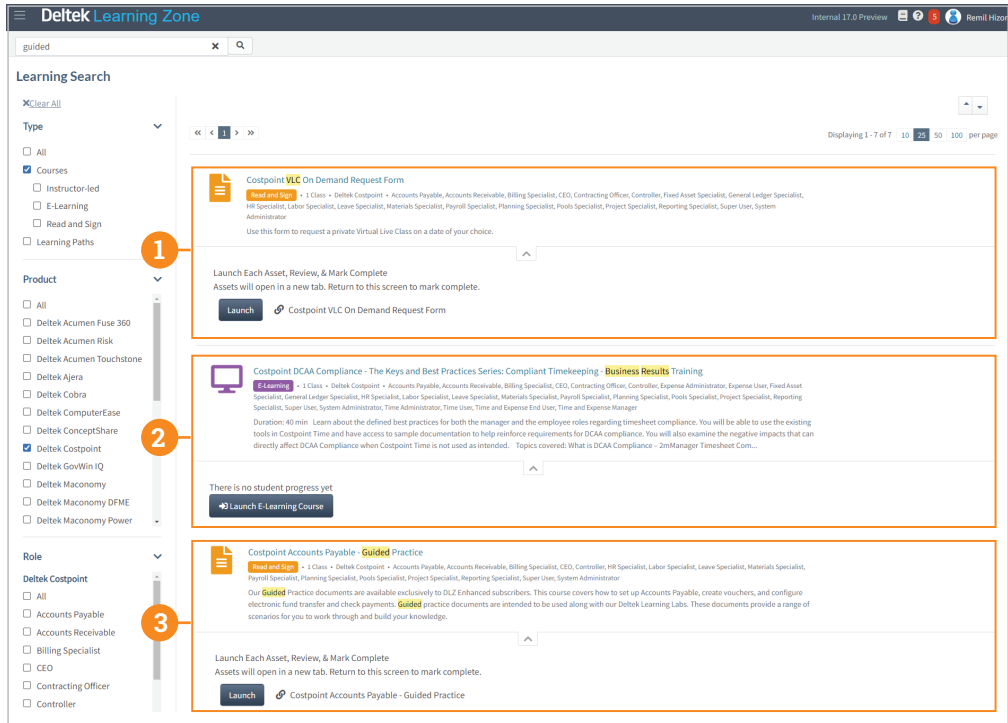 Deltek Learning Zone
Internal 17.0 Preview
5
Remil Hizon
guided
Learning Search
Clear All
Type
All
Courses
Instructor-led
E-Learning
Read and Sign
Learning Paths
Product
All
Deltek Acumen Fuse 360
Deltek Acumen Risk
Deltek Acumen Touchstone
Deltek Ajera
Deltek Cobra
Deltek ComputerEase
Deltek ConceptShare
Deltek Costpoint
Deltek GovWin IQ
Deltek Maconomy
Deltek Maconomy DFME
Deltek Maconomy Power
Role
Deltek Costpoint
All
Accounts Payable
Accounts Receivable
Billing Specialist
CEO
Contracting Officer
Controller
« < 1 > »
Displaying 1 - 7 of 7 10 25 50 100 per page
1
Costpoint VLC On Demand Request Form
Read and Sign • 1 Class • Deltek Costpoint • Accounts Payable, Accounts Receivable, Billing Specialist, CEO, Contracting Officer, Controller, Fixed Asset Specialist, General Ledger Specialist,
HR Specialist, Labor Specialist, Leave Specialist, Materials Specialist, Payroll Specialist, Planning Specialist, Pools Specialist, Project Specialist, Reporting Specialist, Super User, System
Administrator
Use this form to request a private Virtual Live Class on a date of your choice.
Launch Each Asset, Review, & Mark Complete
Assets will open in a new tab. Return to this screen to mark complete.
Launch Costpoint VLC On Demand Request Form
2
Costpoint DCAA Compliance - The Keys and Best Practices Series: Compliant Timekeeping - Business Results Training
E-Learning • 1 Class • Deltek Costpoint • Accounts Payable, Accounts Receivable, Billing Specialist, CEO, Contracting Officer, Controller, Expense Administrator, Expense User, Fixed Asset
Specialist, General Ledger Specialist, HR Specialist, Labor Specialist, Leave Specialist, Materials Specialist, Payroll Specialist, Planning Specialist, Pools Specialist, Project Specialist, Reporting
Specialist, Super User, System Administrator, Time Administrator, Time User, Time and Expense End User, Time and Expense Manager
Duration: 40 min Learn about the defined best practices for both the manager and the employee roles regarding timesheet compliance. You will be able to use the existing
tools in Costpoint Time and have access to sample documentation to help reinforce requirements for DCAA compliance. You will also examine the negative impacts that can
directly affect DCAA Compliance when Costpoint Time is not used as intended. Topics covered: What is DCAA Compliance – 2mManager Timesheet Com...
There is no student progress yet
Launch E-Learning Course
3
Costpoint Accounts Payable - Guided Practice
Read and Sign • 1 Class • Deltek Costpoint • Accounts Payable, Accounts Receivable, Billing Specialist, CEO, Controller, HR Specialist, Labor Specialist, Leave Specialist, Materials Specialist,
Payroll Specialist, Planning Specialist, Pools Specialist, Project Specialist, Reporting Specialist, Super User, System Administrator
Our Guided Practice documents are available exclusively to DLZ Enhanced subscribers. This course covers how to set up Accounts Payable, create vouchers, and configure
electronic fund transfer and check payments. Guided practice documents are intended to be used along with our Deltek Learning Labs. These documents provide a range of
scenarios for you to work through and build your knowledge.
Launch Each Asset, Review, & Mark Complete
Assets will open in a new tab. Return to this screen to mark complete.
Launch Costpoint Accounts Payable - Guided Practice